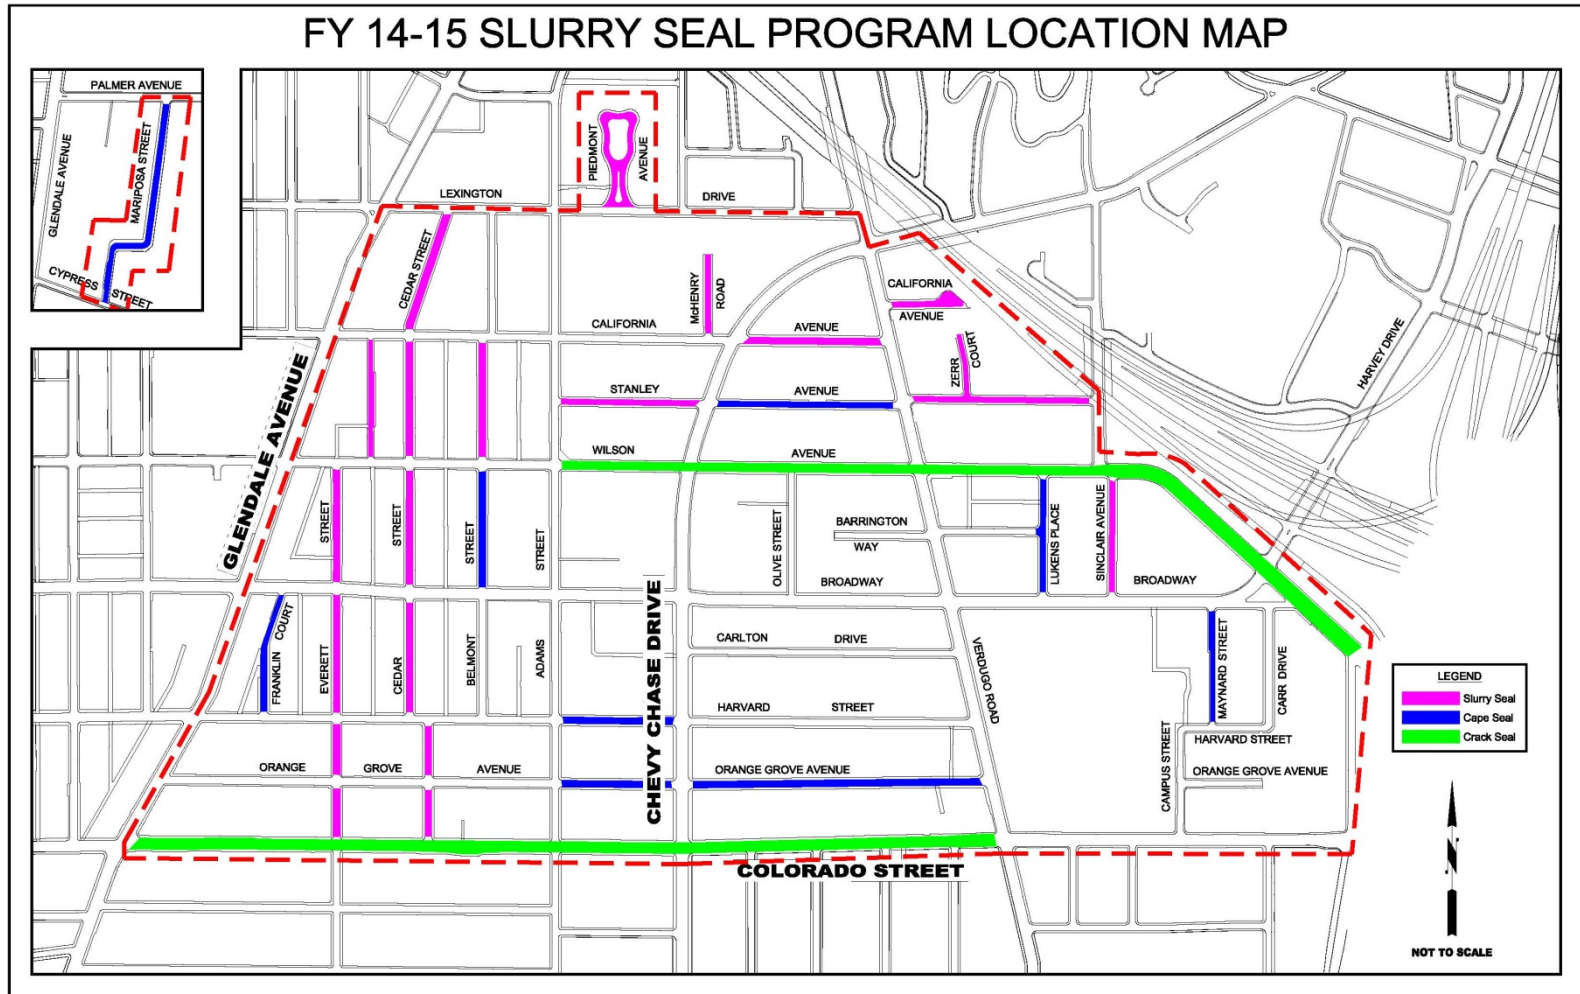 FY 14-15 SLURRY SEAL PROGRAM LOCATION MAP
PALMER AVENUE
GLENDALE AVENUE
MARIPOSA STREET
CYPRESS STREET
PIEDMONT
AVENUE
LEXINGTON
DRIVE
CEDAR STREET
McHENRY
ROAD
CALIFORNIA
AVENUE
CALIFORNIA
AVENUE
ZERR
COURT
HARVEY DRIVE
STANLEY
AVENUE
GLENDALE AVENUE
WILSON
AVENUE
STREET
STREET
STREET
STREET
OLIVE STREET
BARRINGTON
WAY
BROADWAY
LUKENS PLACE
SINCLAIR AVENUE
BROADWAY
FRANKLIN
COURT
EVERETT
CEDAR
BELMONT
ADAMS
CHEVY CHASE DRIVE
CARLTON
DRIVE
VERDUGO ROAD
MAYNARD STREET
CARR DRIVE
HARVARD
STREET
CAMPUS STREET
HARVARD STREET
ORANGE
GROVE
AVENUE
ORANGE GROVE AVENUE
ORANGE GROVE AVENUE
COLORADO STREET
LEGEND
Slurry Seal
Cape Seal
Crack Seal
N
NOT TO SCALE